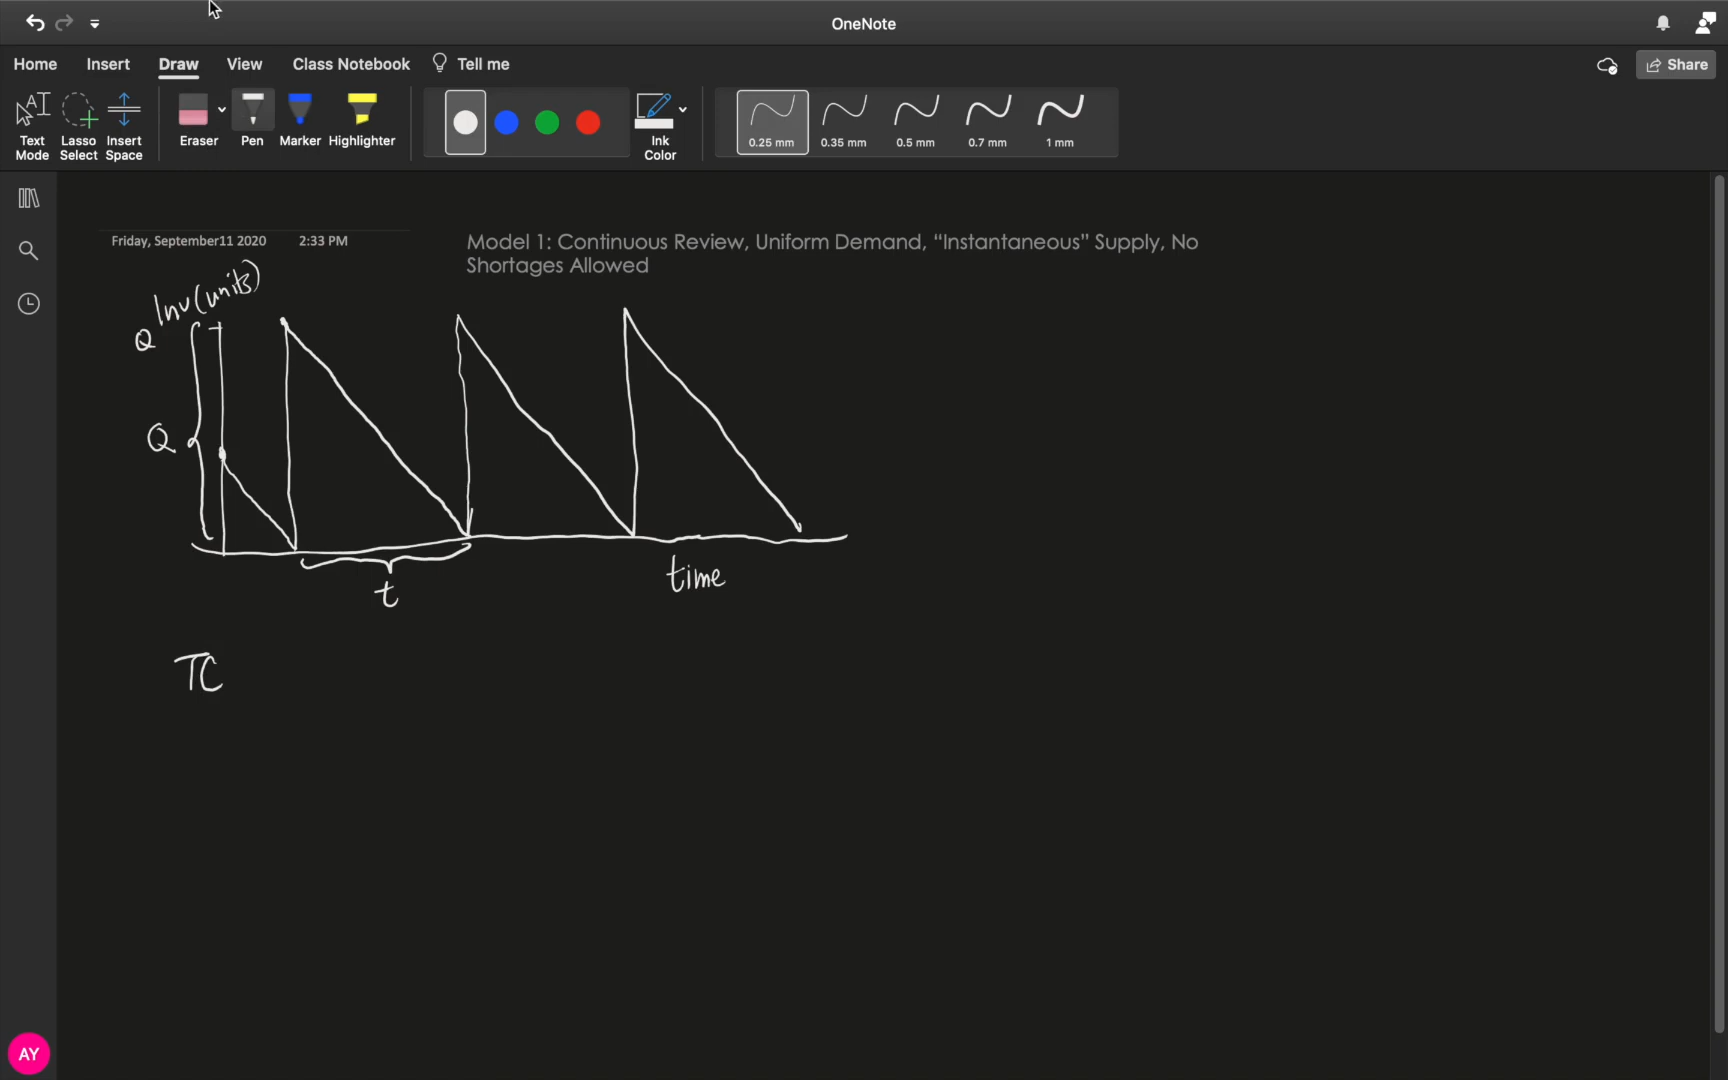 OneNote
Home Insert Draw View Class Notebook Tell me
Share
Text Mode
Lasso Select
Insert Space
Eraser
Pen
Marker
Highlighter
Ink Color
0.25 mm
0.35 mm
0.5 mm
0.7 mm
1 mm
Friday, September11 2020 2:33 PM
Model 1: Continuous Review, Uniform Demand, “Instantaneous” Supply, No
Shortages Allowed
Inv (units)
Q
Q
t
time
TC
AY